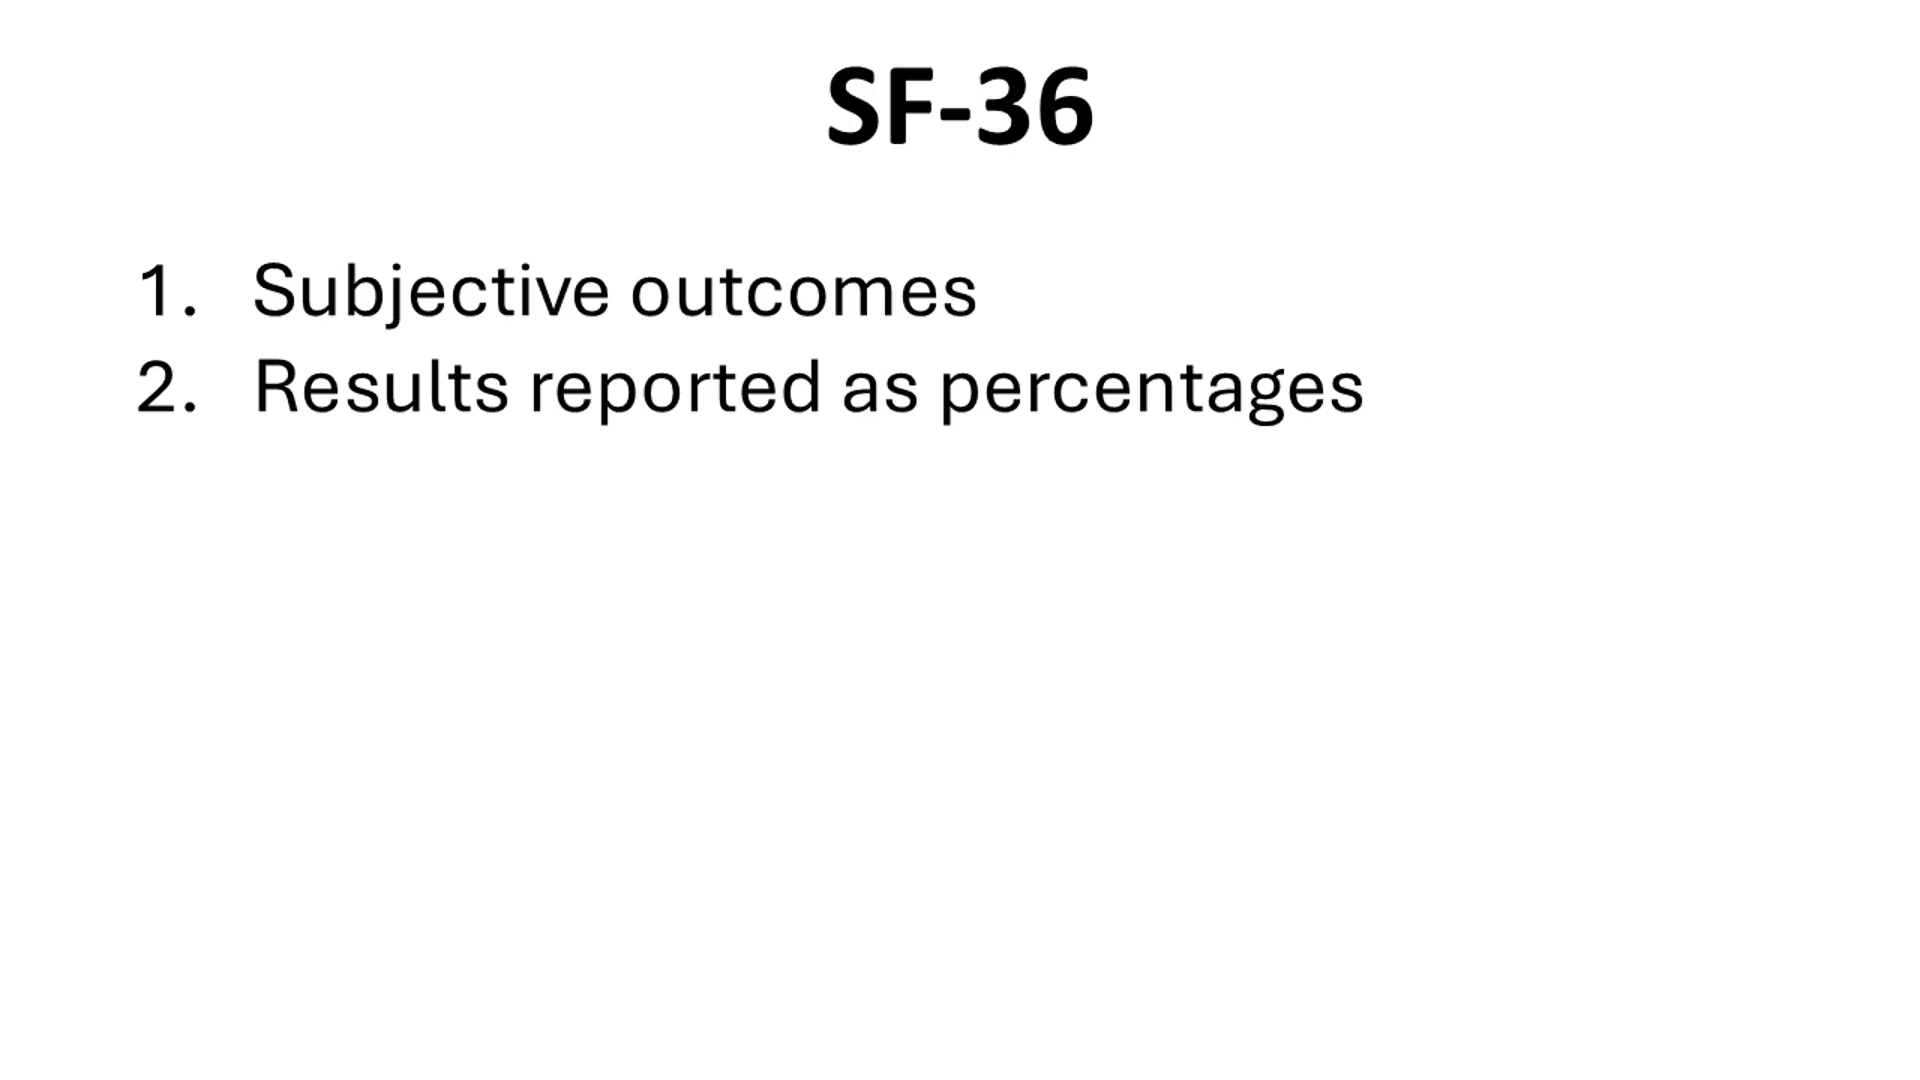 SF-36
1. Subjective outcomes
2. Results reported as percentages